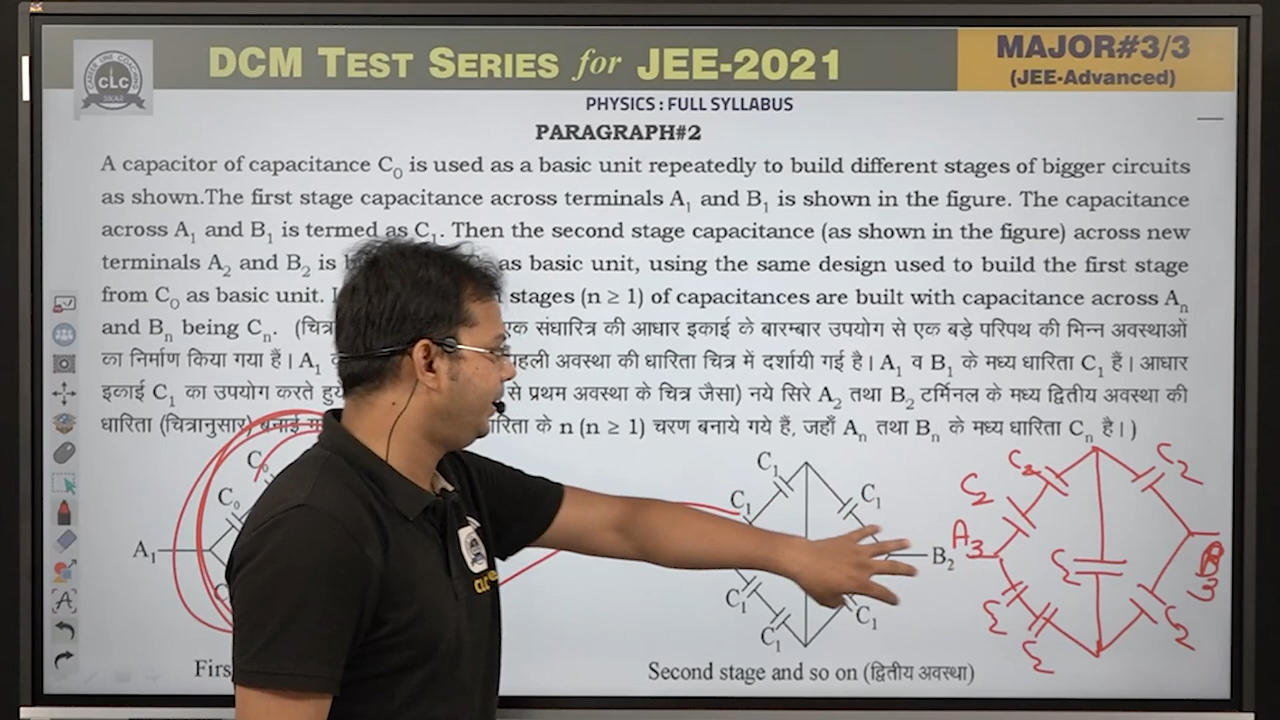 DCM TEST SERIES for JEE-2021
MAJOR#3/3
(JEE-Advanced)
CAREER LINE COACHING
CLC
SIKAR
PHYSICS : FULL SYLLABUS
PARAGRAPH#2
A capacitor of capacitance C₀ is used as a basic unit repeatedly to build different stages of bigger circuits
as shown.The first stage capacitance across terminals A₁ and B₁ is shown in the figure. The capacitance
across A₁ and B₁ is termed as C₁. Then the second stage capacitance (as shown in the figure) across new
terminals A₂ and B₂ is as basic unit, using the same design used to build the first stage
from C₀ as basic unit. stages (n ≥ 1) of capacitances are built with capacitance across Aₙ
and Bₙ being Cₙ. (चित्र एक संधारित्र की आधार इकाई के बारम्बार उपयोग से एक बड़े परिपथ की भिन्न अवस्थाओं
का निर्माण किया गया हैं। A₁ पहली अवस्था की धारिता चित्र में दर्शायी गई है। A₁ व B₁ के मध्य धारिता C₁ हैं। आधार
इकाई C₁ का उपयोग करते हुये से प्रथम अवस्था के चित्र जैसा) नये सिरे A₂ तथा B₂ टर्मिनल के मध्य द्वितीय अवस्था की
धारिता (चित्रानुसार) बनाई के n (n ≥ 1) चरण बनाये गये हैं, जहाँ Aₙ तथा Bₙ के मध्य धारिता Cₙ है।)
C₀
C₀
A₁
C₁
C₁
C₁
B₂
C₁
C₁
C₁
C₂
C₂
C₂
A₃
B₃
C₂
Second stage and so on (द्वितीय अवस्था)
CLC